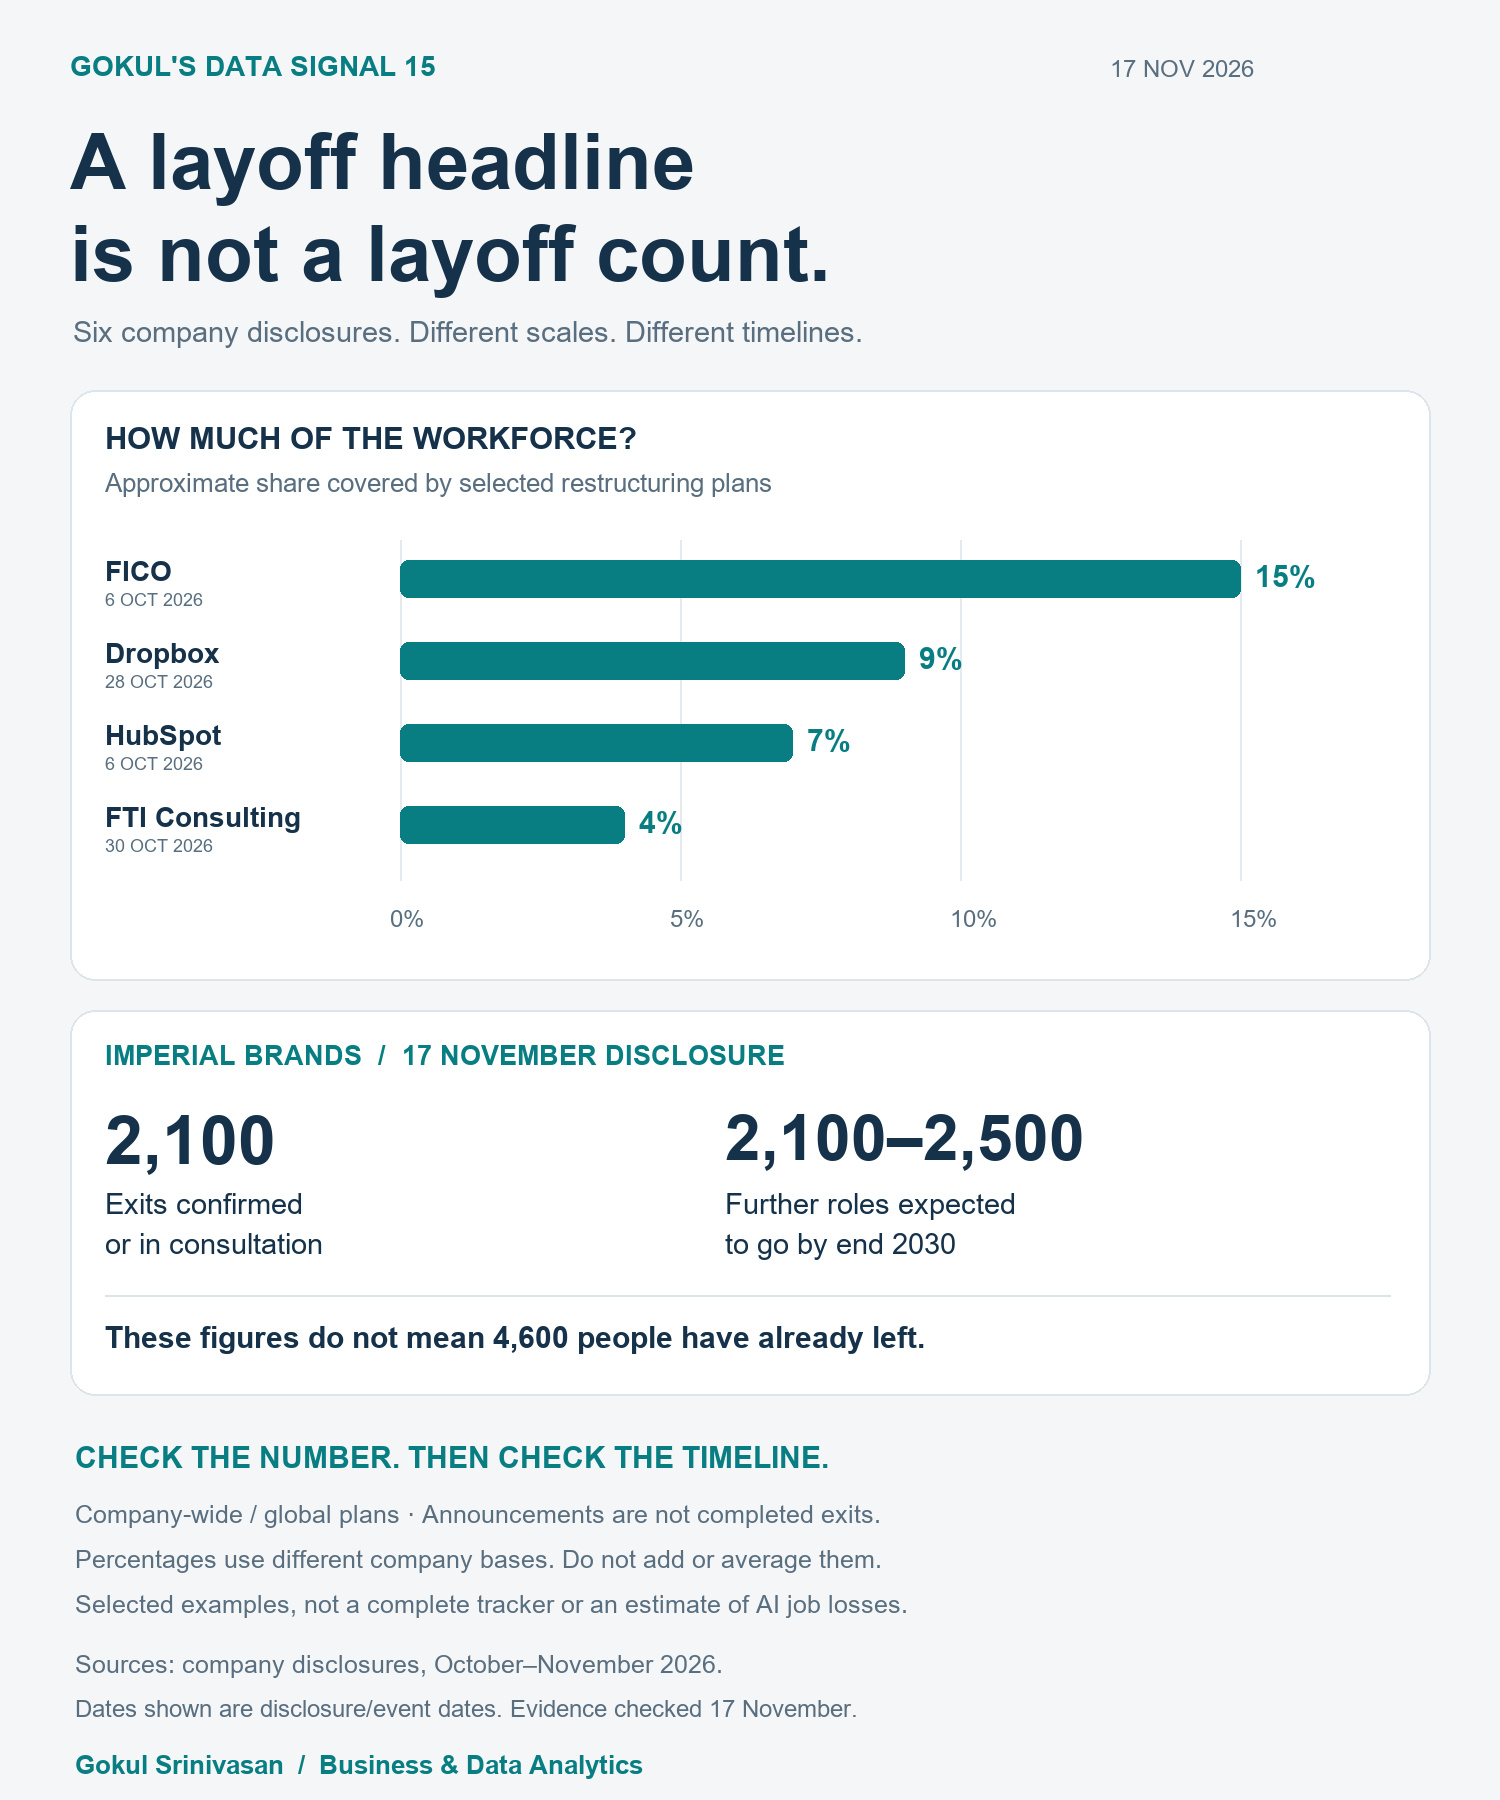 GOKUL'S DATA SIGNAL 15
17 NOV 2026
A layoff headline
is not a layoff count.
Six company disclosures. Different scales. Different timelines.
HOW MUCH OF THE WORKFORCE?
Approximate share covered by selected restructuring plans
FICO
6 OCT 2026
15%
Dropbox
28 OCT 2026
9%
HubSpot
6 OCT 2026
7%
FTI Consulting
30 OCT 2026
4%
0% 5% 10% 15%
IMPERIAL BRANDS / 17 NOVEMBER DISCLOSURE
2,100
Exits confirmed
or in consultation
2,100–2,500
Further roles expected
to go by end 2030
These figures do not mean 4,600 people have already left.
CHECK THE NUMBER. THEN CHECK THE TIMELINE.
Company-wide / global plans · Announcements are not completed exits.
Percentages use different company bases. Do not add or average them.
Selected examples, not a complete tracker or an estimate of AI job losses.
Sources: company disclosures, October–November 2026.
Dates shown are disclosure/event dates. Evidence checked 17 November.
Gokul Srinivasan / Business & Data Analytics